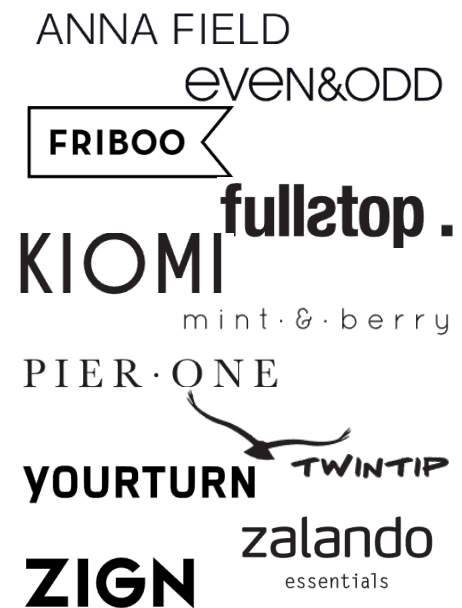 ANNA FIELD
eVeN&ODD
FRIBOO
fullstop .
KIOMI
mint·&·berry
PIER·ONE
TWINTIP
YOURTURN
zalando
essentials
ZIGN